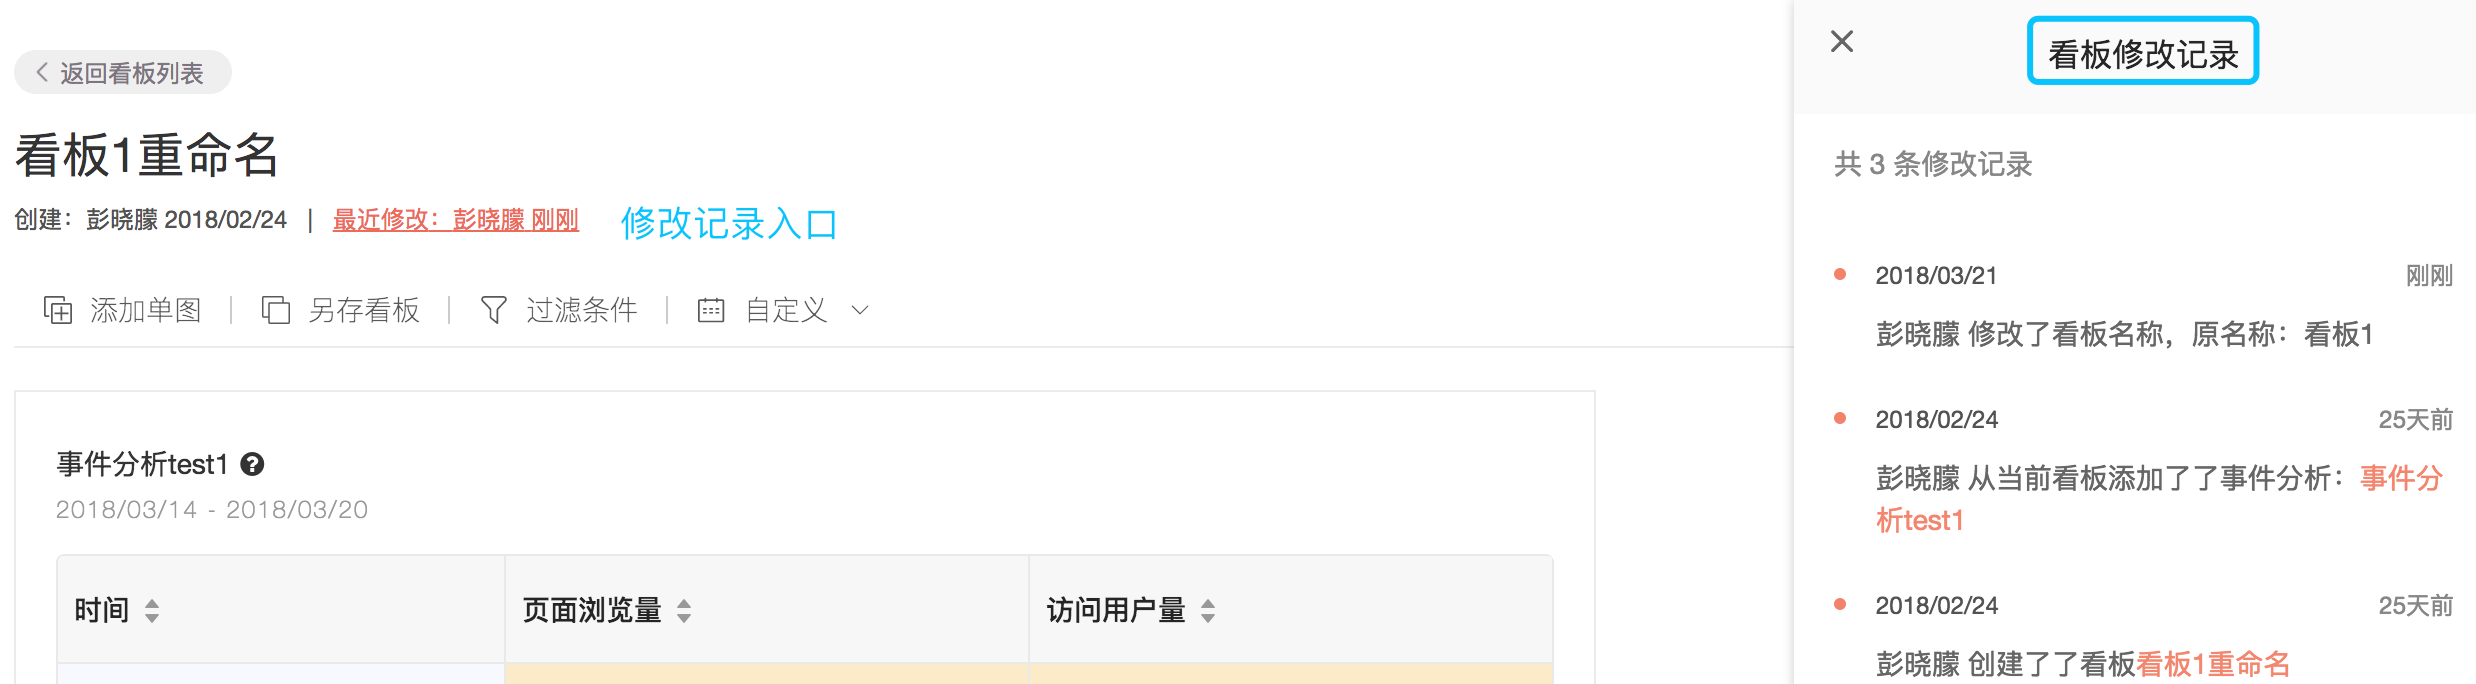 返回看板列表
看板1重命名
创建：彭晓朦 2018/02/24 | 最近修改：彭晓朦 刚刚
修改记录入口
添加单图 | 另存看板 | 过滤条件 | 自定义
事件分析test1
2018/03/14 - 2018/03/20
时间 页面浏览量 访问用户量
看板修改记录
共 3 条修改记录
2018/03/21 刚刚
彭晓朦 修改了看板名称，原名称：看板1
2018/02/24 25天前
彭晓朦 从当前看板添加了了事件分析：事件分
析test1
2018/02/24 25天前
彭晓朦 创建了了看板看板1重命名